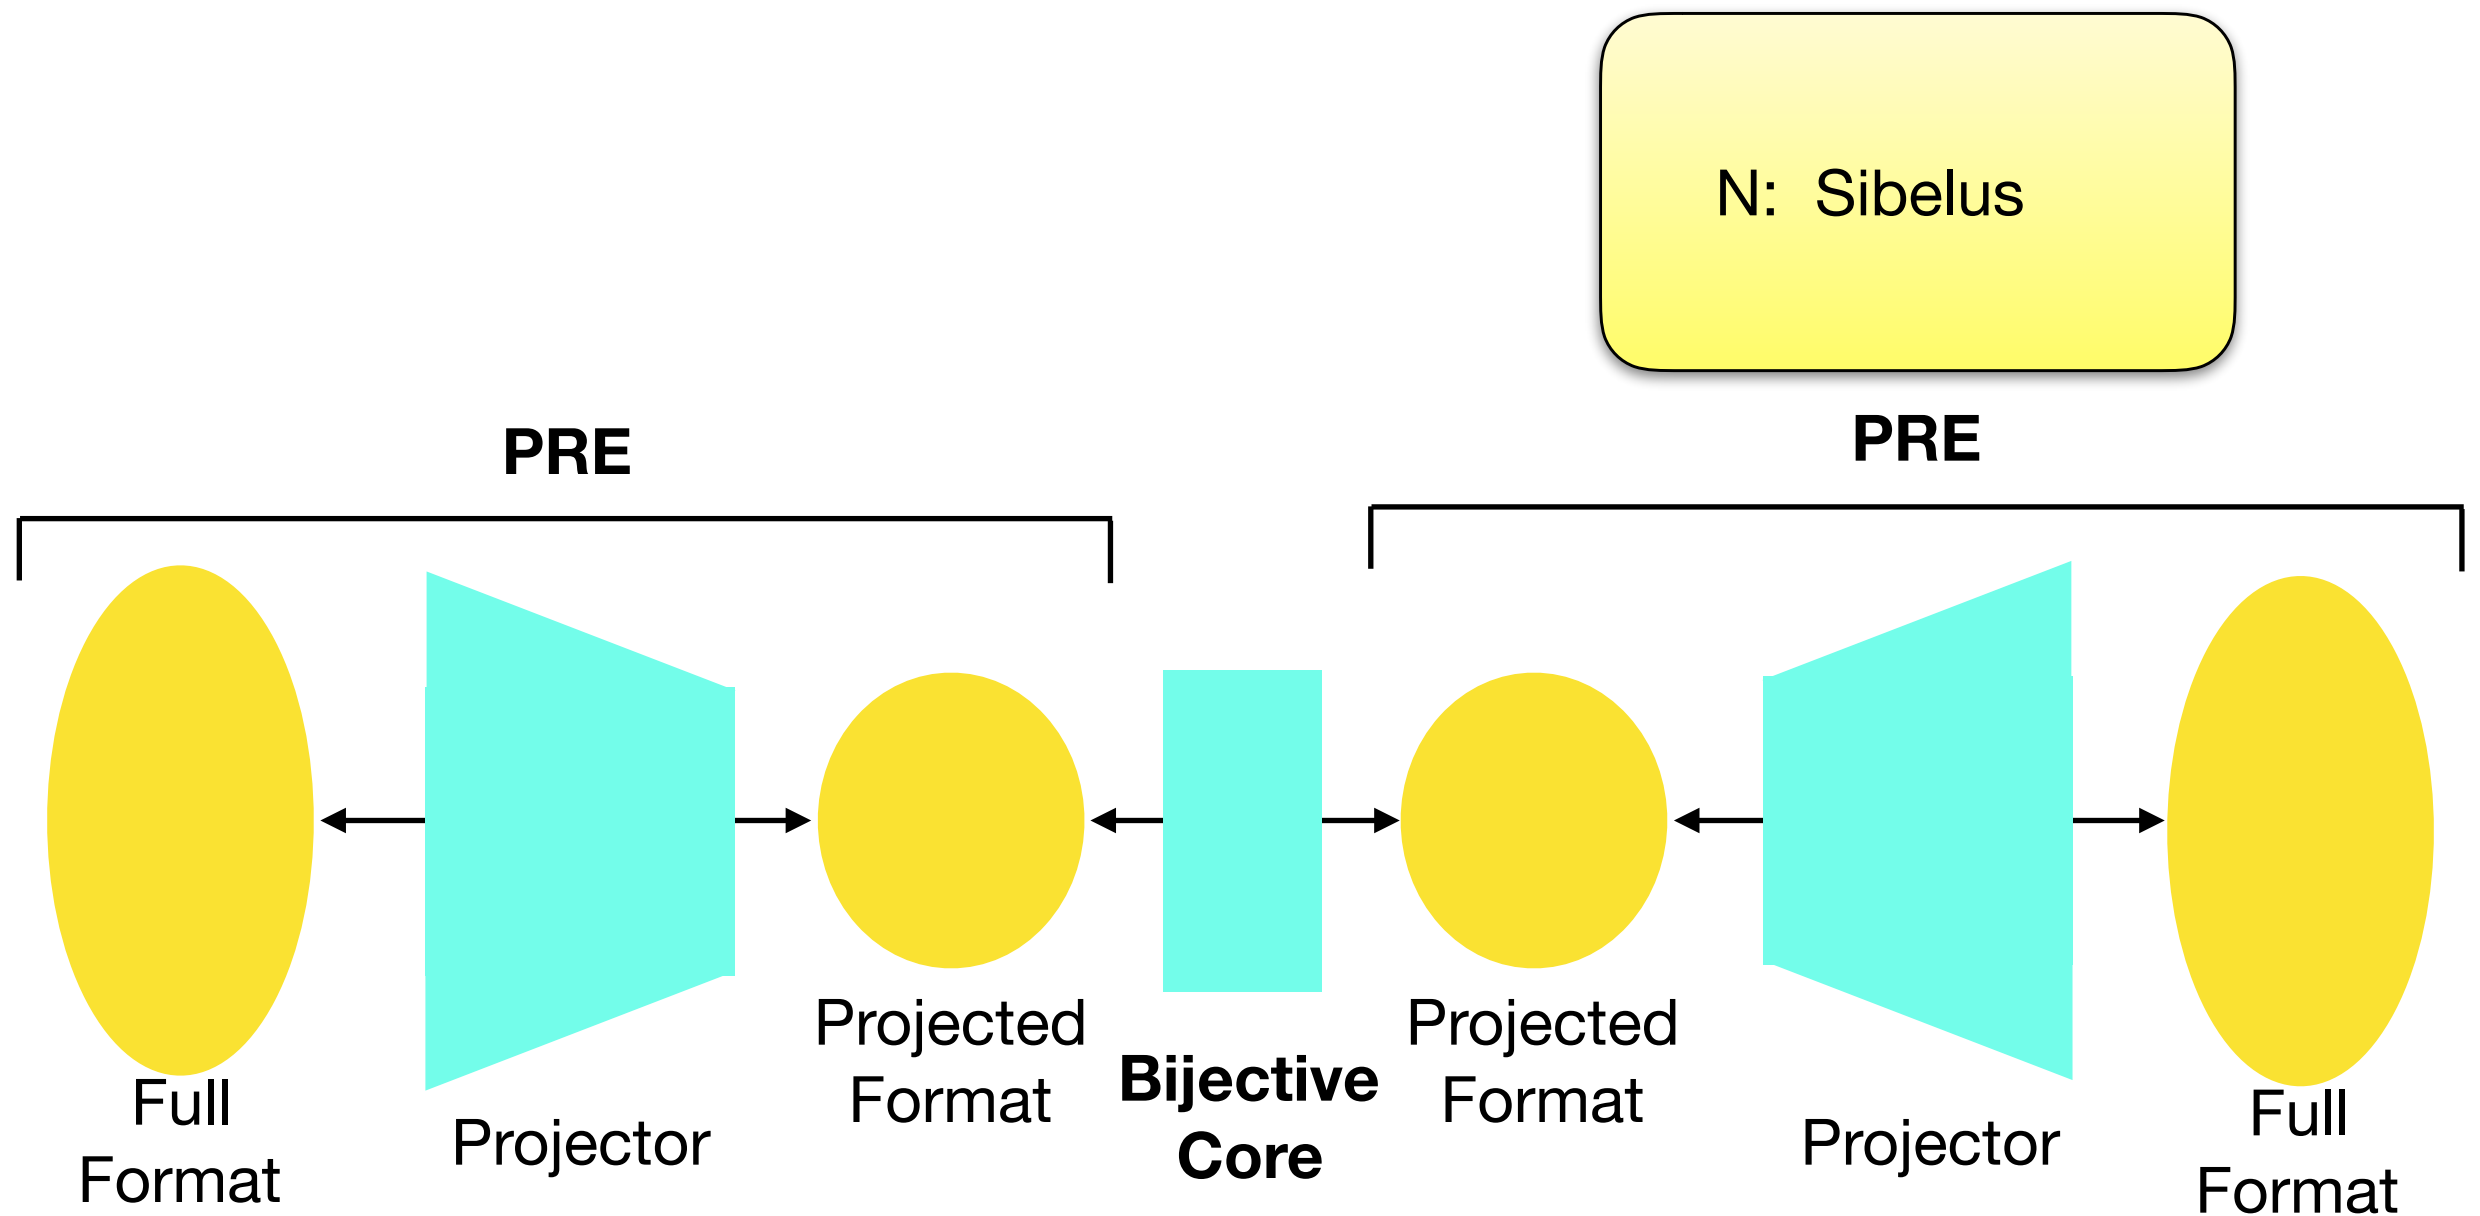 N: Sibelus
PRE
PRE
Full
Format
Projector
Projected
Format
Bijective
Core
Projected
Format
Projector
Full
Format